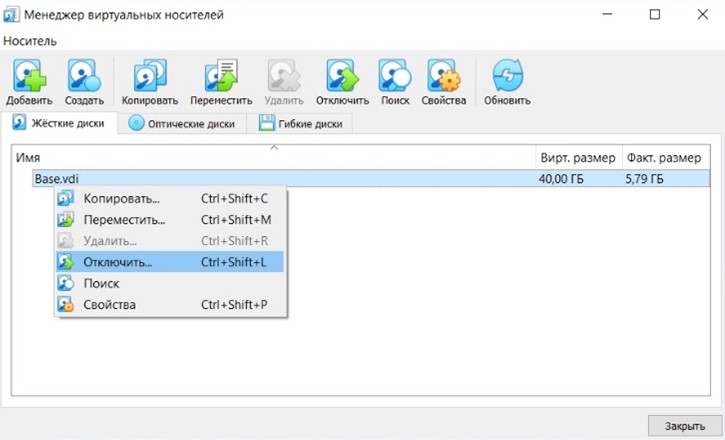 Менеджер виртуальных носителей
Носитель
Добавить Создать Копировать Переместить Удалить Отключить Поиск Свойства Обновить
Жёсткие диски Оптические диски Гибкие диски
Имя Вирт. размер Факт. размер
Base.vdi 40,00 ГБ 5,79 ГБ
Копировать... Ctrl+Shift+C
Переместить... Ctrl+Shift+M
Удалить... Ctrl+Shift+R
Отключить... Ctrl+Shift+L
Поиск
Свойства Ctrl+Shift+P
Закрыть